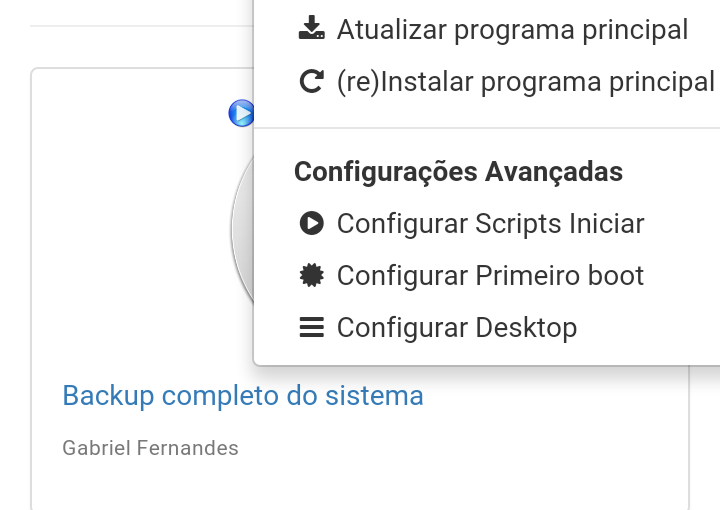 Atualizar programa principal
(re)Instalar programa principal
Configurações Avançadas
Configurar Scripts Iniciar
Configurar Primeiro boot
Configurar Desktop
Backup completo do sistema
Gabriel Fernandes